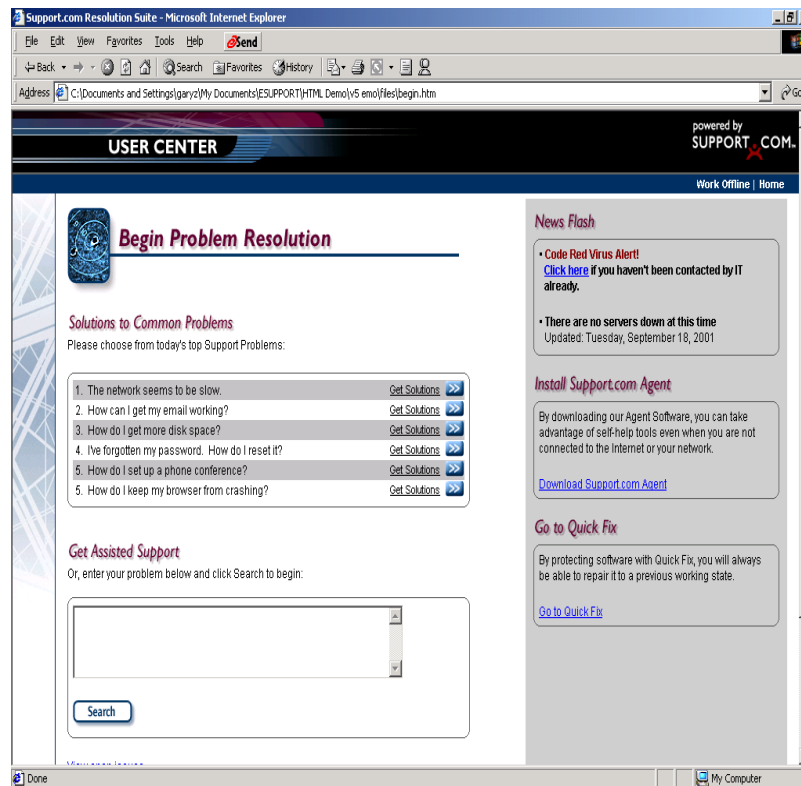 Support.com Resolution Suite - Microsoft Internet Explorer
File Edit View Favorites Tools Help Send
Back Search Favorites History
Address C:\Documents and Settings\garyz\My Documents\ESUPPORT\HTML Demo\v5 emo\files\begin.htm Go
USER CENTER
powered by
SUPPORT COM
Work Offline | Home
Begin Problem Resolution
Solutions to Common Problems
Please choose from today's top Support Problems:
1. The network seems to be slow. Get Solutions
2. How can I get my email working? Get Solutions
3. How do I get more disk space? Get Solutions
4. I've forgotten my password. How do I reset it? Get Solutions
5. How do I set up a phone conference? Get Solutions
5. How do I keep my browser from crashing? Get Solutions
Get Assisted Support
Or, enter your problem below and click Search to begin:
Search
News Flash
• Code Red Virus Alert!
Click here if you haven't been contacted by IT
already.
• There are no servers down at this time
Updated: Tuesday, September 18, 2001
Install Support.com Agent
By downloading our Agent Software, you can take
advantage of self-help tools even when you are not
connected to the Internet or your network.
Download Support.com Agent
Go to Quick Fix
By protecting software with Quick Fix, you will always
be able to repair it to a previous working state.
Go to Quick Fix
Done
My Computer